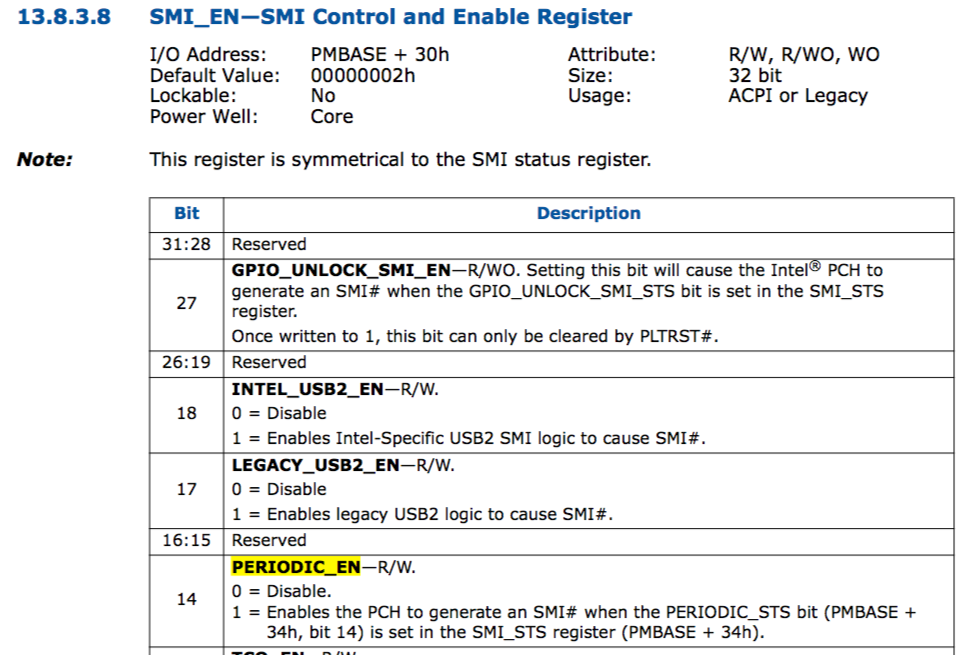 13.8.3.8 SMI_EN—SMI Control and Enable Register
I/O Address: PMBASE + 30h Attribute: R/W, R/WO, WO
Default Value: 00000002h Size: 32 bit
Lockable: No Usage: ACPI or Legacy
Power Well: Core
Note: This register is symmetrical to the SMI status register.
Bit Description
31:28 Reserved
27 GPIO_UNLOCK_SMI_EN—R/WO. Setting this bit will cause the Intel® PCH to
generate an SMI# when the GPIO_UNLOCK_SMI_STS bit is set in the SMI_STS
register.
Once written to 1, this bit can only be cleared by PLTRST#.
26:19 Reserved
18 INTEL_USB2_EN—R/W.
0 = Disable
1 = Enables Intel-Specific USB2 SMI logic to cause SMI#.
17 LEGACY_USB2_EN—R/W.
0 = Disable
1 = Enables legacy USB2 logic to cause SMI#.
16:15 Reserved
14 PERIODIC_EN—R/W.
0 = Disable.
1 = Enables the PCH to generate an SMI# when the PERIODIC_STS bit (PMBASE +
34h, bit 14) is set in the SMI_STS register (PMBASE + 34h).